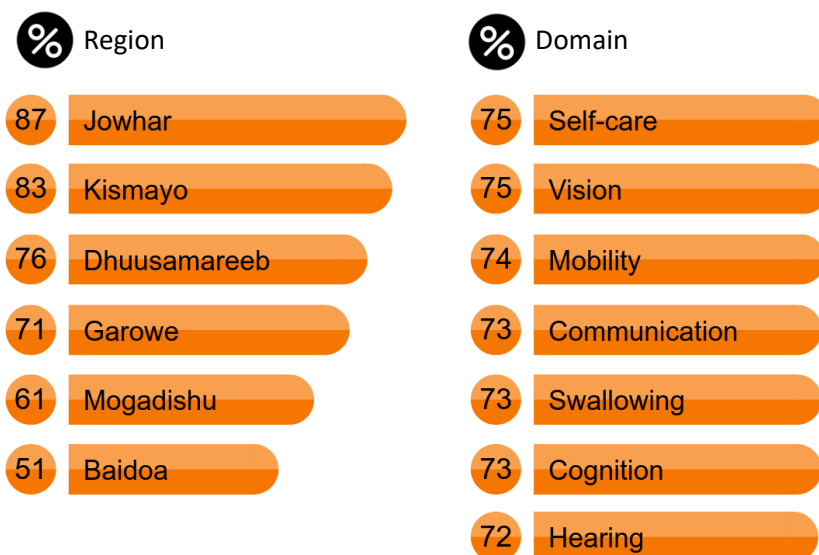 % Region
87 Jowhar
83 Kismayo
76 Dhuusamareeb
71 Garowe
61 Mogadishu
51 Baidoa
% Domain
75 Self-care
75 Vision
74 Mobility
73 Communication
73 Swallowing
73 Cognition
72 Hearing